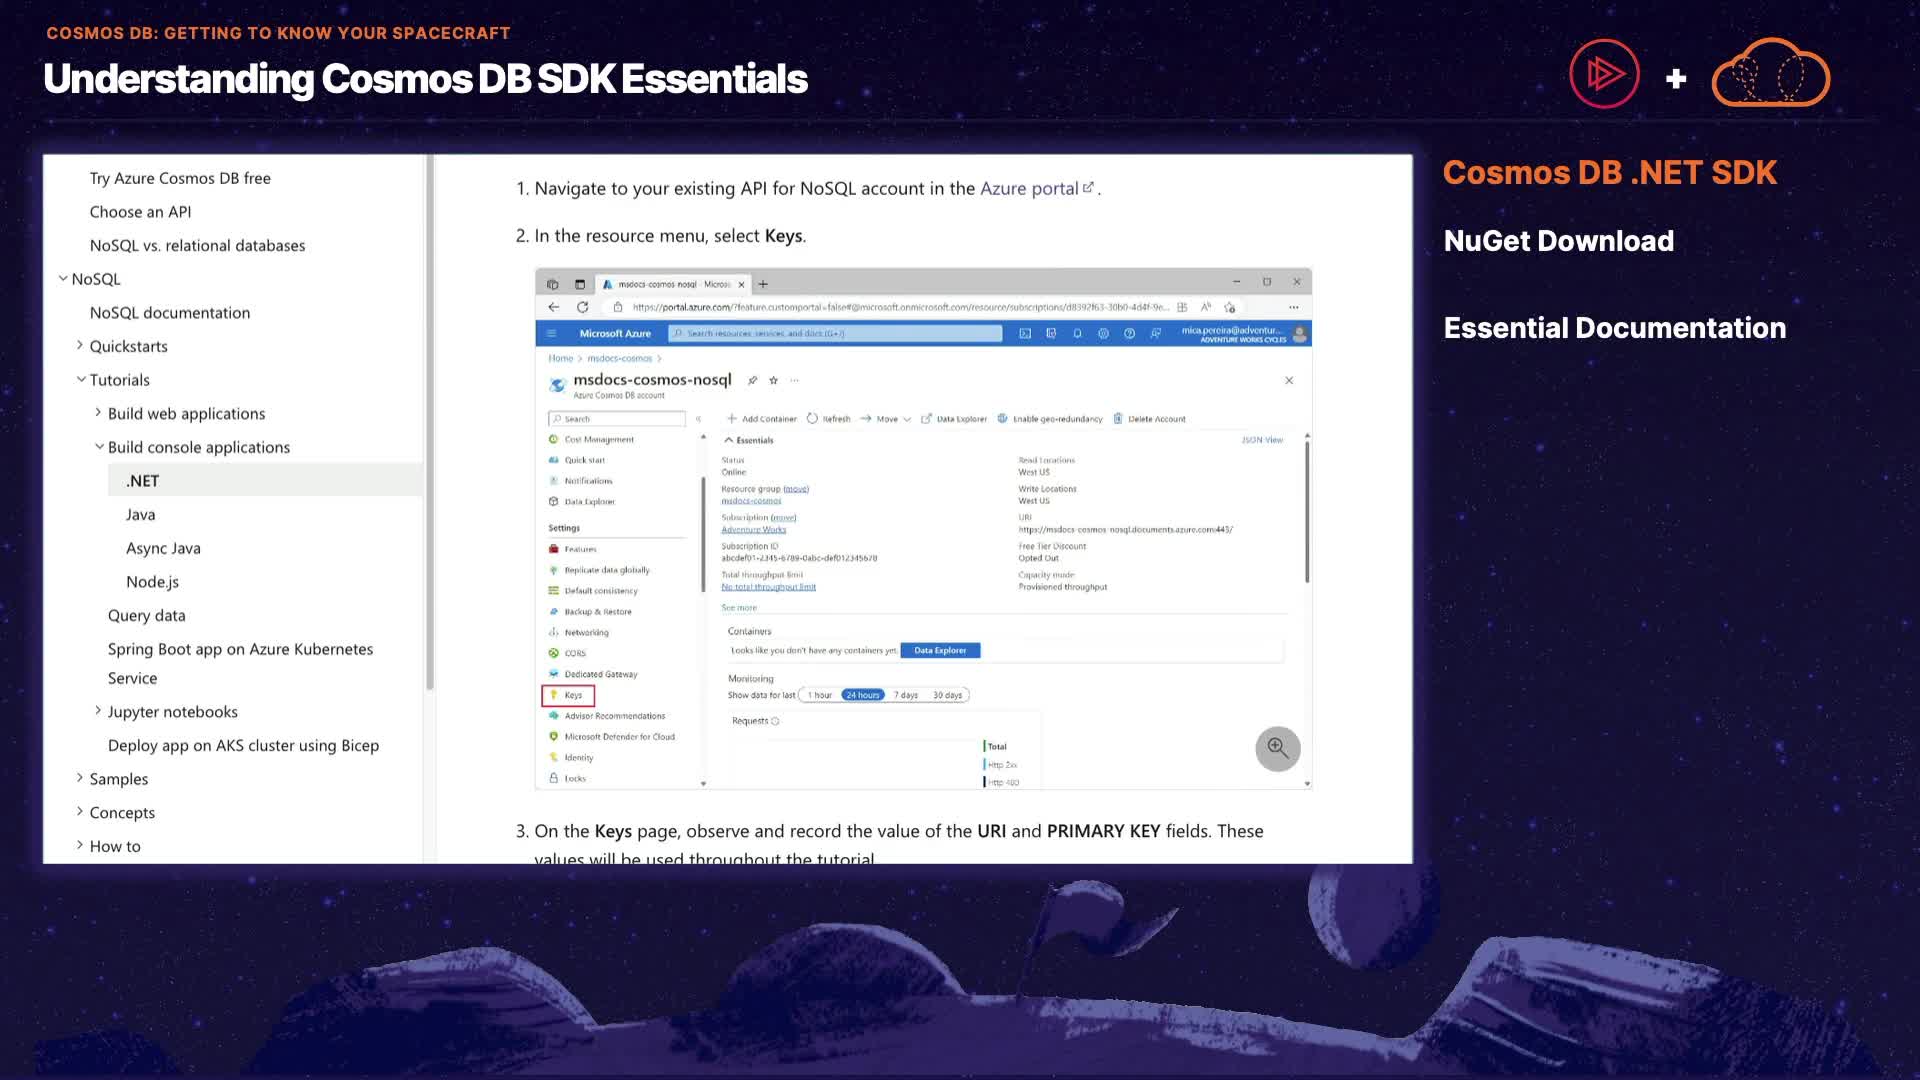 COSMOS DB: GETTING TO KNOW YOUR SPACECRAFT
Understanding Cosmos DB SDK Essentials
Try Azure Cosmos DB free
Choose an API
NoSQL vs. relational databases
NoSQL
NoSQL documentation
Quickstarts
Tutorials
Build web applications
Build console applications
.NET
Java
Async Java
Node.js
Query data
Spring Boot app on Azure Kubernetes
Service
Jupyter notebooks
Deploy app on AKS cluster using Bicep
Samples
Concepts
How to
1. Navigate to your existing API for NoSQL account in the Azure portal .
2. In the resource menu, select Keys.
msdocs-cosmos-nosql - Micros
https://portal.azure.com/?feature.customportal=false#@microsoft.onmicrosoft.com/resource/subscriptions/d8392f63-30b0-4d4f-9e...
Microsoft Azure
Search resources, services, and docs (G+/)
mica.pereira@adventur...
ADVENTURE WORKS CYCLES
Home > msdocs-cosmos >
msdocs-cosmos-nosql
Azure Cosmos DB account
Search
Add Container
Refresh
Move
Data Explorer
Enable geo-redundancy
Delete Account
Cost Management
Quick start
Notifications
Data Explorer
Settings
Features
Replicate data globally
Default consistency
Backup & Restore
Networking
CORS
Dedicated Gateway
Keys
Advisor Recommendations
Microsoft Defender for Cloud
Identity
Locks
Essentials
JSON View
Status
Online
Resource group (move)
msdocs-cosmos
Subscription (move)
Adventure Works
Subscription ID
abcdef01-2345-6789-0abc-def012345678
Total throughput limit
No total throughput limit
See more
Read Locations
West US
Write Locations
West US
URI
https://msdocs-cosmos-nosql.documents.azure.com:443/
Free Tier Discount
Opted Out
Capacity mode
Provisioned throughput
Containers
Looks like you don't have any containers yet. Data Explorer
Monitoring
Show data for last 1 hour 24 hours 7 days 30 days
Requests
Total
Http 2xx
Http 400
3. On the Keys page, observe and record the value of the URI and PRIMARY KEY fields. These
values will be used throughout the tutorial
Cosmos DB .NET SDK
NuGet Download
Essential Documentation